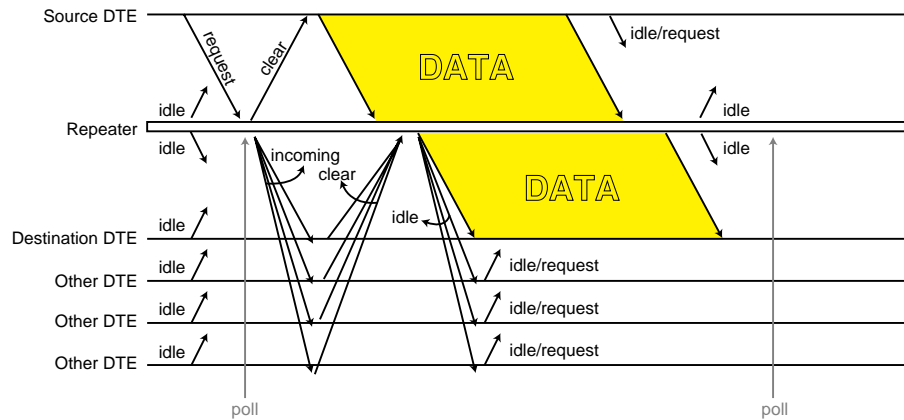 Source DTE
request
clear
DATA
idle/request
idle
idle
Repeater
idle
idle
incoming
clear
DATA
idle
idle
Destination DTE
idle
Other DTE
idle/request
idle
Other DTE
idle/request
idle
Other DTE
idle/request
poll
poll